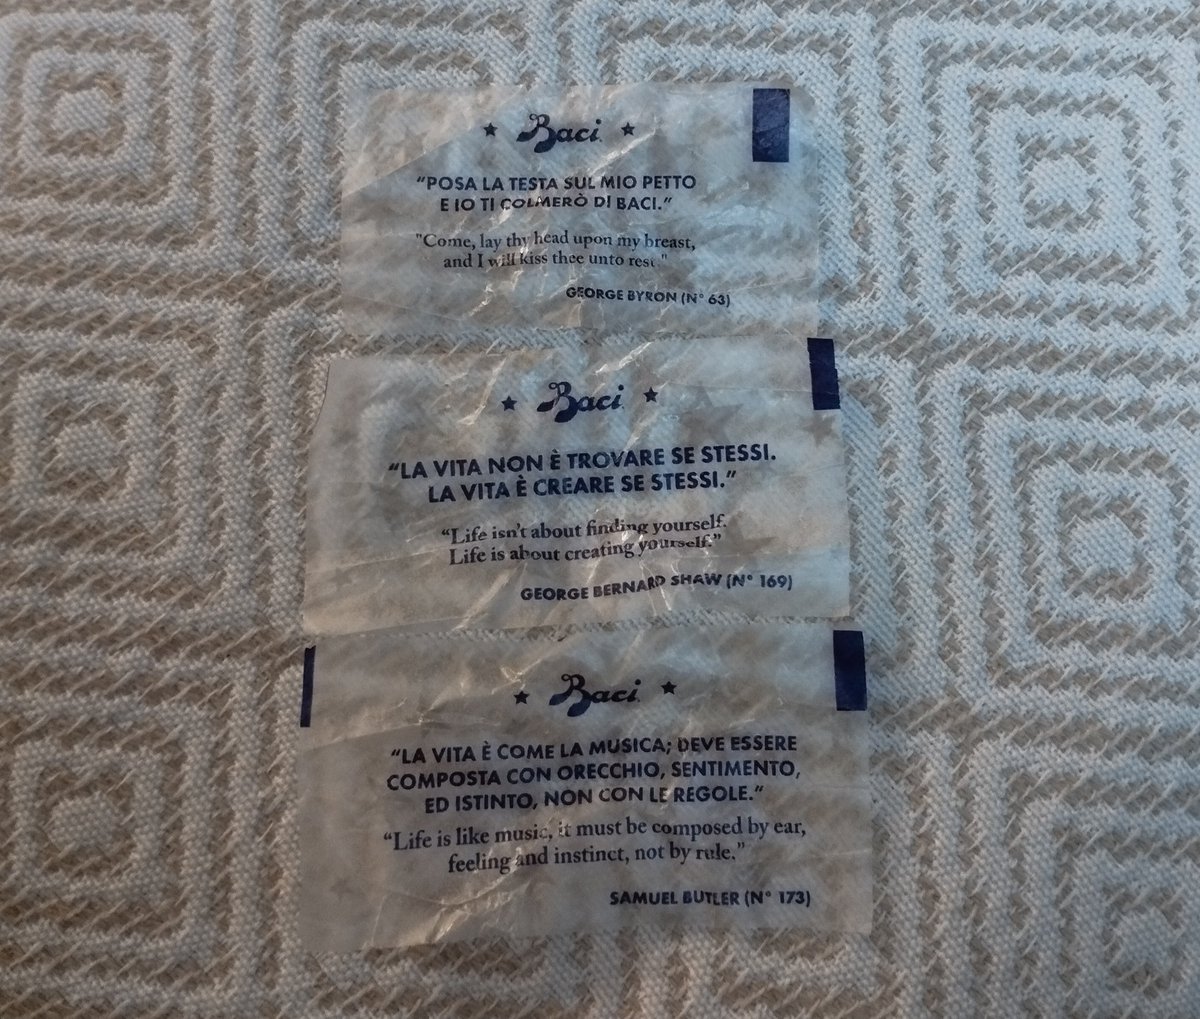 Baci
“POSA LA TESTA SUL MIO PETTO
E IO TI COLMERÒ DI BACI.”
"Come, lay thy head upon my breast,
and I will kiss thee unto rest."
GEORGE BYRON (N° 63)
Baci
“LA VITA NON È TROVARE SE STESSI.
LA VITA È CREARE SE STESSI.”
“Life isn’t about finding yourself.
Life is about creating yourself.”
GEORGE BERNARD SHAW (N° 169)
Baci
“LA VITA È COME LA MUSICA; DEVE ESSERE
COMPOSTA CON ORECCHIO, SENTIMENTO,
ED ISTINTO, NON CON LE REGOLE.”
“Life is like music, it must be composed by ear,
feeling and instinct, not by rule.”
SAMUEL BUTLER (N° 173)